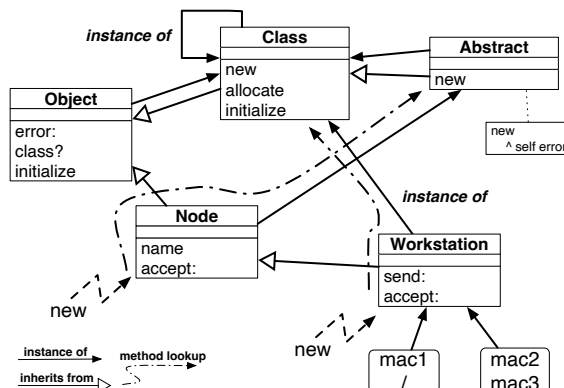 instance of
Class
new
allocate
initialize
Abstract
new
Object
error:
class?
initialize
new
^ self error
instance of
Node
name
accept:
Workstation
send:
accept:
new
new
instance of
method lookup
inherits from
mac1
/
mac2
mac3